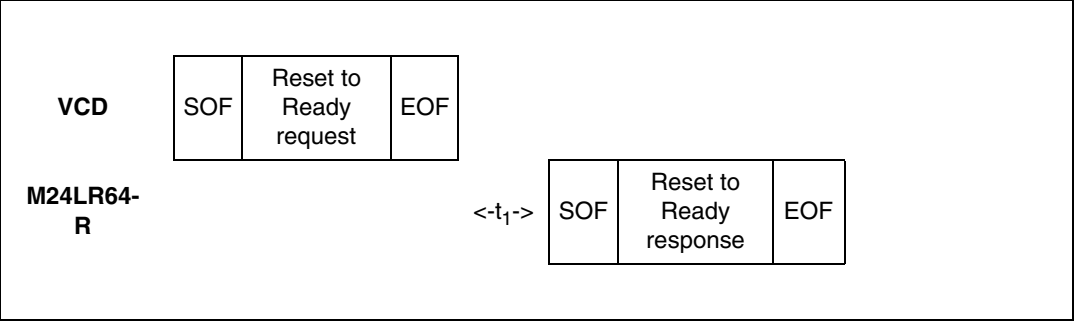 VCD
SOF
Reset to
Ready
request
EOF
M24LR64-
R
<-t1->
SOF
Reset to
Ready
response
EOF